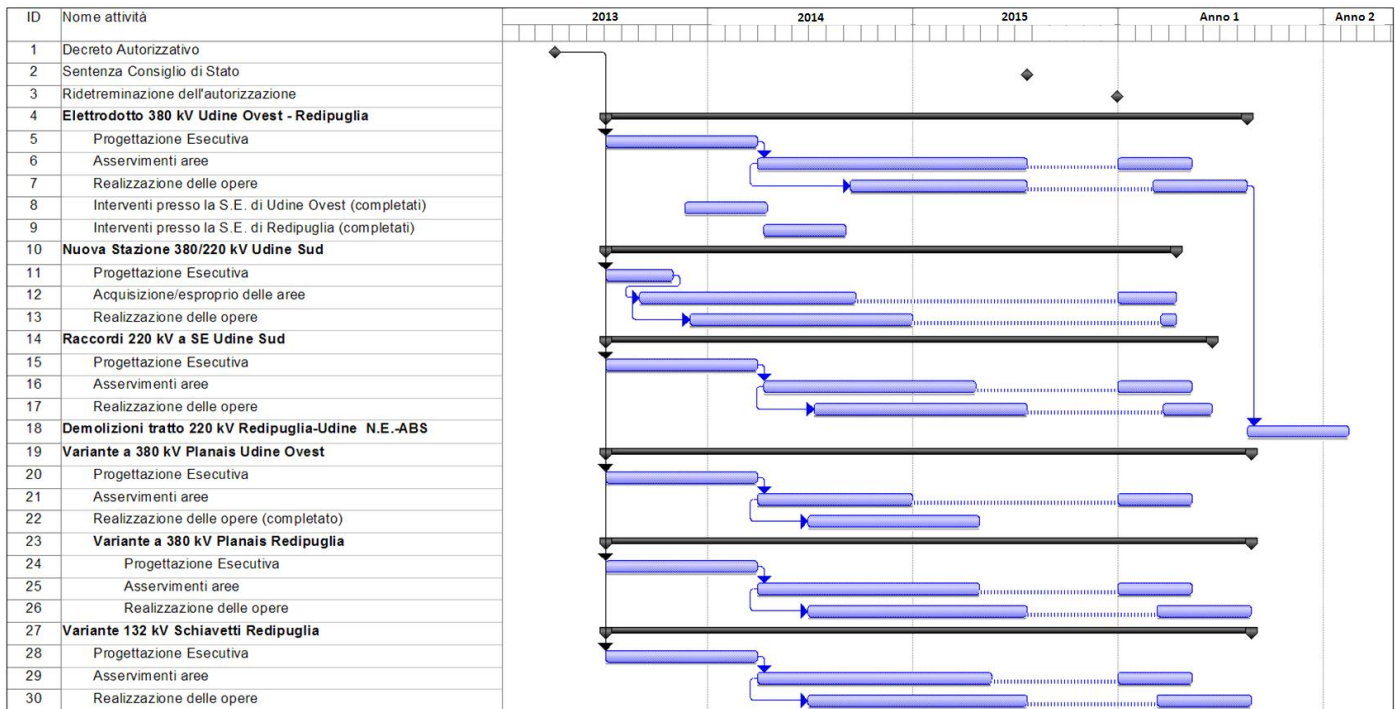 ID Nome attività 2013 2014 2015 Anno 1 Anno 2
1 Decreto Autorizzativo
2 Sentenza Consiglio di Stato
3 Ridetreminazione dell'autorizzazione
4 Elettrodotto 380 kV Udine Ovest - Redipuglia
5 Progettazione Esecutiva
6 Asservimenti aree
7 Realizzazione delle opere
8 Interventi presso la S.E. di Udine Ovest (completati)
9 Interventi presso la S.E. di Redipuglia (completati)
10 Nuova Stazione 380/220 kV Udine Sud
11 Progettazione Esecutiva
12 Acquisizione/esproprio delle aree
13 Realizzazione delle opere
14 Raccordi 220 kV a SE Udine Sud
15 Progettazione Esecutiva
16 Asservimenti aree
17 Realizzazione delle opere
18 Demolizioni tratto 220 kV Redipuglia-Udine N.E.-ABS
19 Variante a 380 kV Planais Udine Ovest
20 Progettazione Esecutiva
21 Asservimenti aree
22 Realizzazione delle opere (completato)
23 Variante a 380 kV Planais Redipuglia
24 Progettazione Esecutiva
25 Asservimenti aree
26 Realizzazione delle opere
27 Variante 132 kV Schiavetti Redipuglia
28 Progettazione Esecutiva
29 Asservimenti aree
30 Realizzazione delle opere